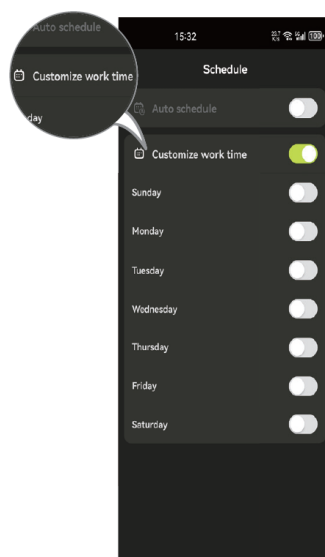 Auto schedule
Customize work time
day
15:32
100
Schedule
Auto schedule
Customize work time
Sunday
Monday
Tuesday
Wednesday
Thursday
Friday
Saturday